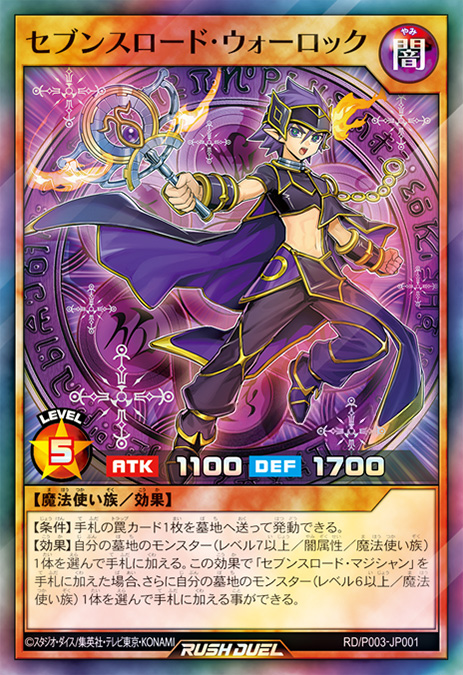 セブンスロード・ウォーロック
やみ
闇
LEVEL
5
ATK 1100 DEF 1700
【魔法使い族／効果】
【条件】手札の罠カード1枚を墓地へ送って発動できる。
【効果】自分の墓地のモンスター(レベル7以上／闇属性／魔法使い族)
1体を選んで手札に加える。この効果で「セブンスロード・マジシャン」を
手札に加えた場合、さらに自分の墓地のモンスター(レベル6以上／魔法
使い族)1体を選んで手札に加える事ができる。
©スタジオ・ダイス/集英社・テレビ東京・KONAMI
RUSH DUEL
RD/P003-JP001